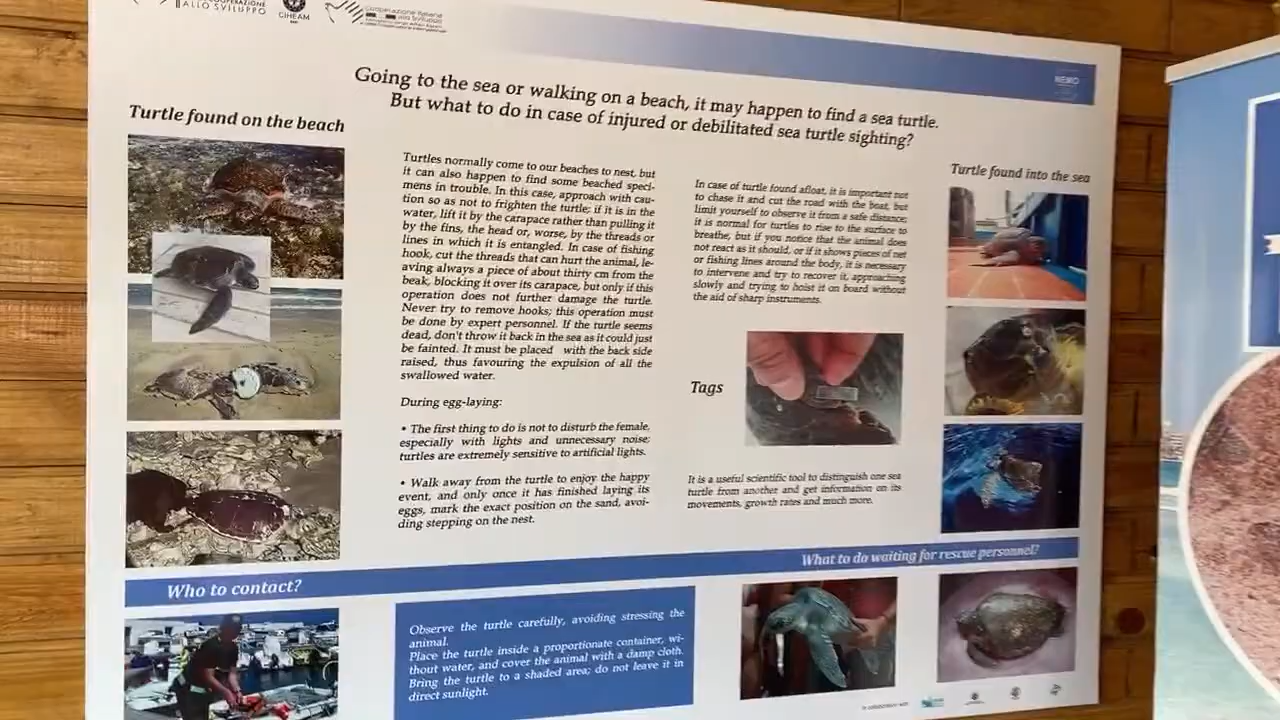 ALLO SVILUPPO
CIHEAM
Going to the sea or walking on a beach, it may happen to find a sea turtle.
But what to do in case of injured or debilitated sea turtle sighting?
Turtle found on the beach
Turtles normally come to our beaches to nest, but
it can also happen to find some beached speci-
mens in trouble. In this case, approach with cau-
tion so as not to frighten the turtle; if it is in the
water, lift it by the carapace rather than pulling it
by the fins, the head or, worse, by the threads or
lines in which it is entangled. In case of fishing
hook, cut the threads that can hurt the animal, le-
aving always a piece of about thirty cm from the
beak, blocking it over its carapace, but only if this
operation does not further damage the turtle.
Never try to remove hooks; this operation must
be done by expert personnel. If the turtle seems
dead, don't throw it back in the sea as it could just
be fainted. It must be placed with the back side
raised, thus favouring the expulsion of all the
swallowed water.
During egg-laying:
• The first thing to do is not to disturb the female,
especially with lights and unnecessary noise;
turtles are extremely sensitive to artificial lights.
• Walk away from the turtle to enjoy the happy
event, and only once it has finished laying its
eggs, mark the exact position on the sand, avoi-
ding stepping on the nest.
Turtle found into the sea
In case of turtle found afloat, it is important not
to chase it and cut the road with the boat, but
limit yourself to observe it from a safe distance;
it is normal for turtles to rise to the surface to
breathe, but if you notice that the animal does
not react as it should, or if it shows pieces of net
or fishing lines around the body, it is necessary
to intervene and try to recover it, approaching
slowly and trying to hoist it on board without
the aid of sharp instruments.
Tags
It is a useful scientific tool to distinguish one sea
turtle from another and get information on its
movements, growth rates and much more.
Who to contact?
What to do waiting for rescue personnel?
Observe the turtle carefully, avoiding stressing the
animal.
Place the turtle inside a proportionate container, wi-
thout water, and cover the animal with a damp cloth.
Bring the turtle to a shaded area; do not leave it in
direct sunlight.